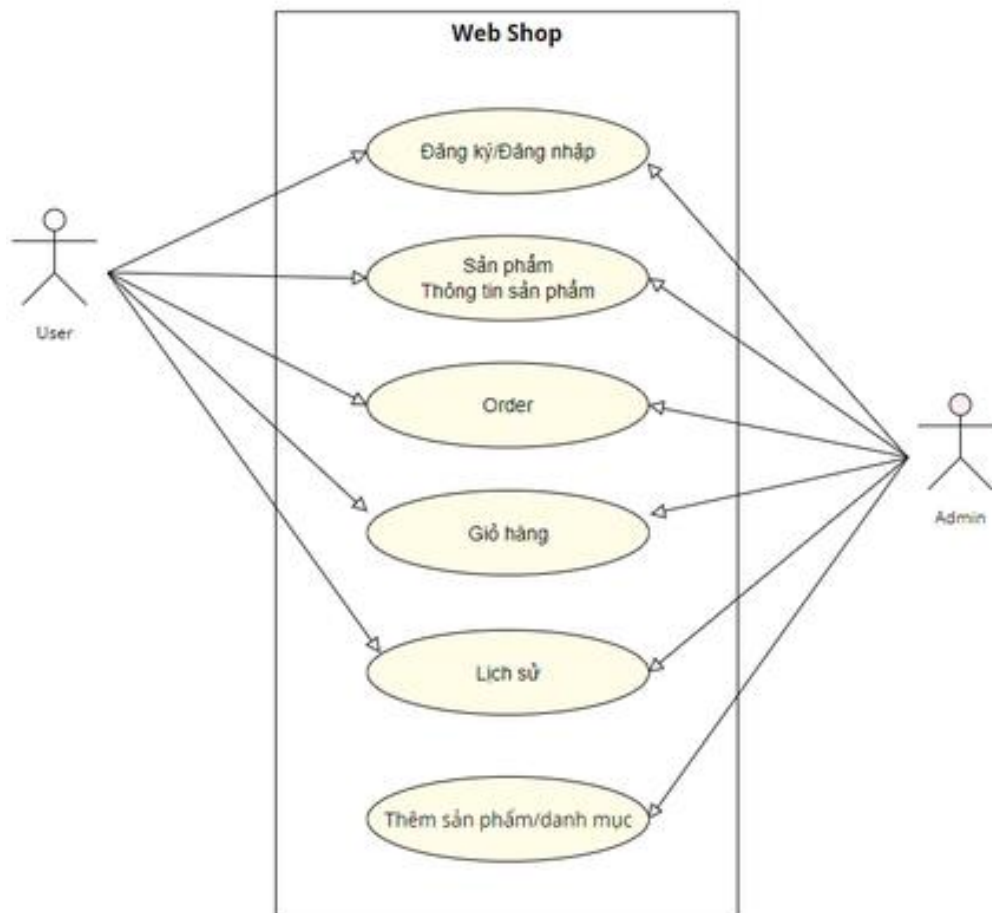 Web Shop
Đăng ký/Đăng nhập
Sản phẩm
Thông tin sản phẩm
User
Order
Giỏ hàng
Admin
Lịch sử
Thêm sản phẩm/danh mục